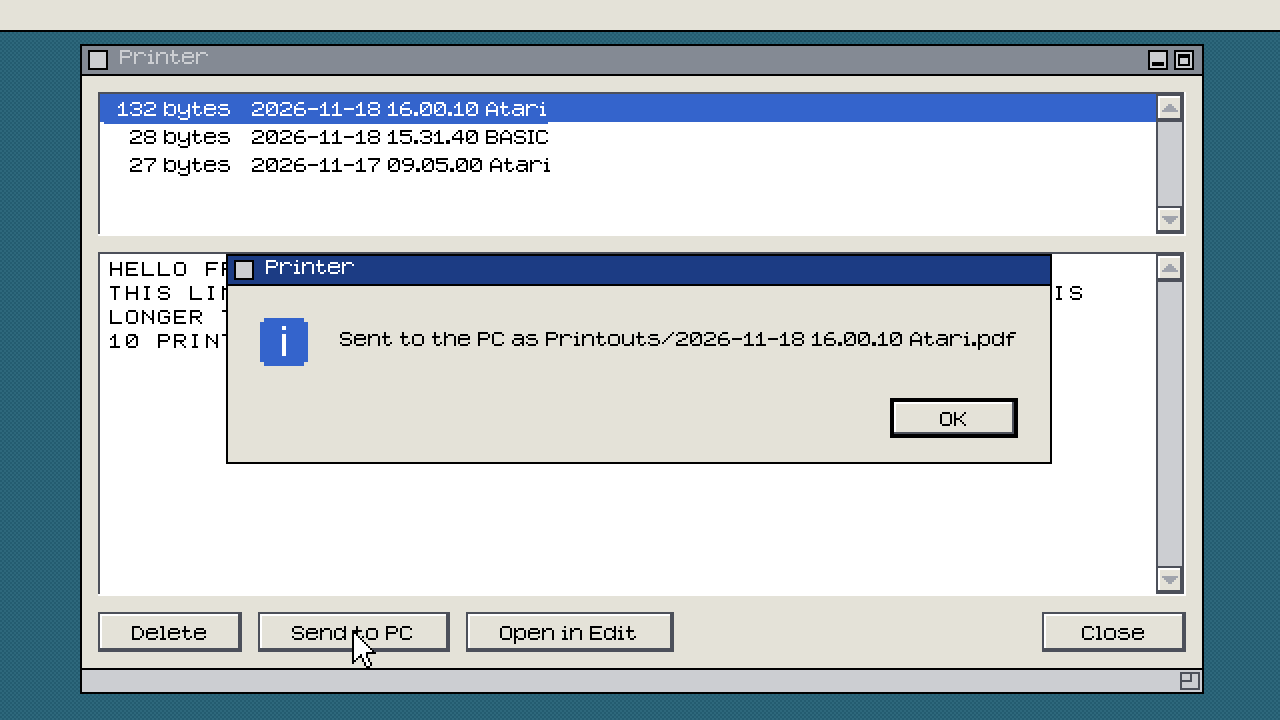 Printer
132 bytes 2026-11-18 16.00.10 Atari
28 bytes 2026-11-18 15.31.40 BASIC
27 bytes 2026-11-17 09.05.00 Atari
HELLO
THIS IS
LONGER
10 PRINT
Printer
i
Sent to the PC as Printouts/2026-11-18 16.00.10 Atari.pdf
OK
Delete
Send to PC
Open in Edit
Close